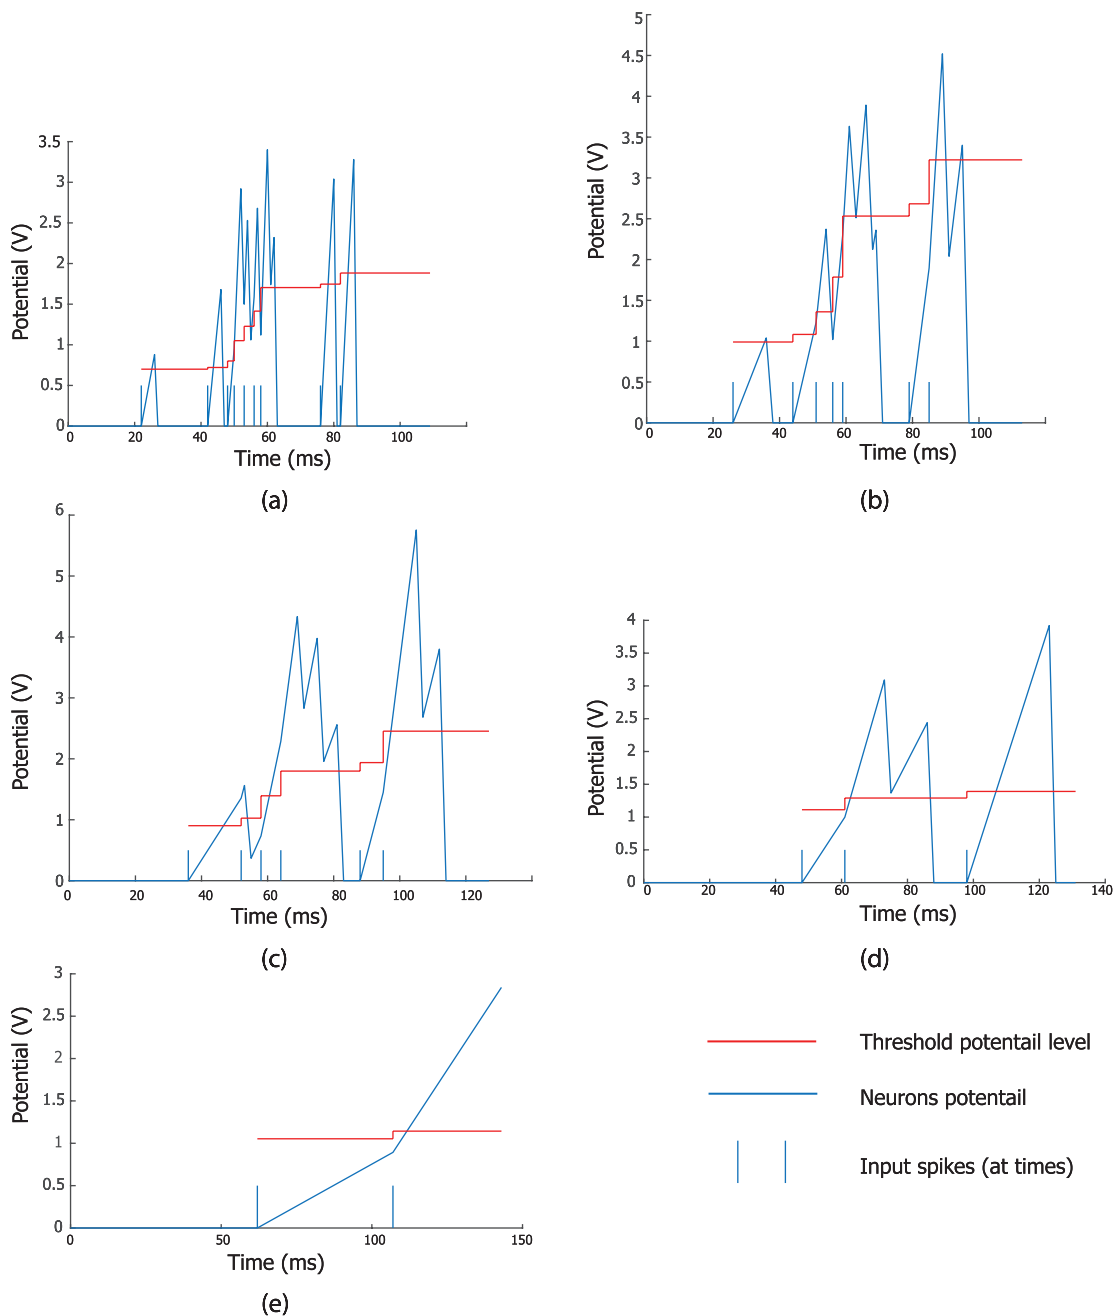 3.5
3
2.5
2
1.5
1
0.5
0
Potential (V)
0 20 40 60 80 100
Time (ms)
(a)
5
4.5
4
3.5
3
2.5
2
1.5
1
0.5
0
Potential (V)
0 20 40 60 80 100
Time (ms)
(b)
6
5
4
3
2
1
0
Potential (V)
0 20 40 60 80 100 120
Time (ms)
(c)
4
3.5
3
2.5
2
1.5
1
0.5
0
Potential (V)
0 20 40 60 80 100 120 140
Time (ms)
(d)
3
2.5
2
1.5
1
0.5
0
Potential (V)
0 50 100 150
Time (ms)
(e)
Threshold potentail level
Neurons potentail
Input spikes (at times)